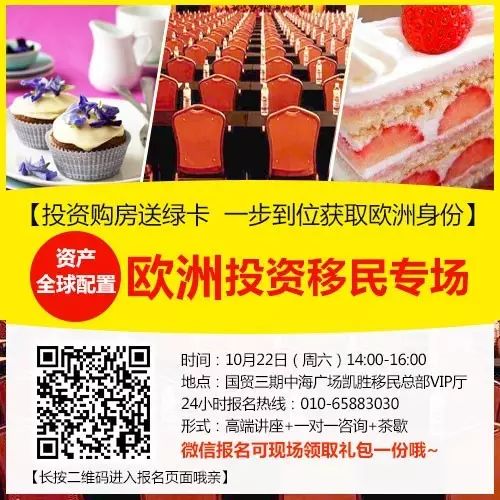 【投资购房送绿卡 一步到位获取欧洲身份】
资产
全球配置
欧洲投资移民专场
时间：10月22日（周六）14:00-16:00
地点：国贸三期中海广场凯胜移民总部VIP厅
24小时报名热线：010-65883030
形式：高端讲座+一对一咨询+茶歇
微信报名可现场领取礼包一份哦~
【长按二维码进入报名页面哦亲】